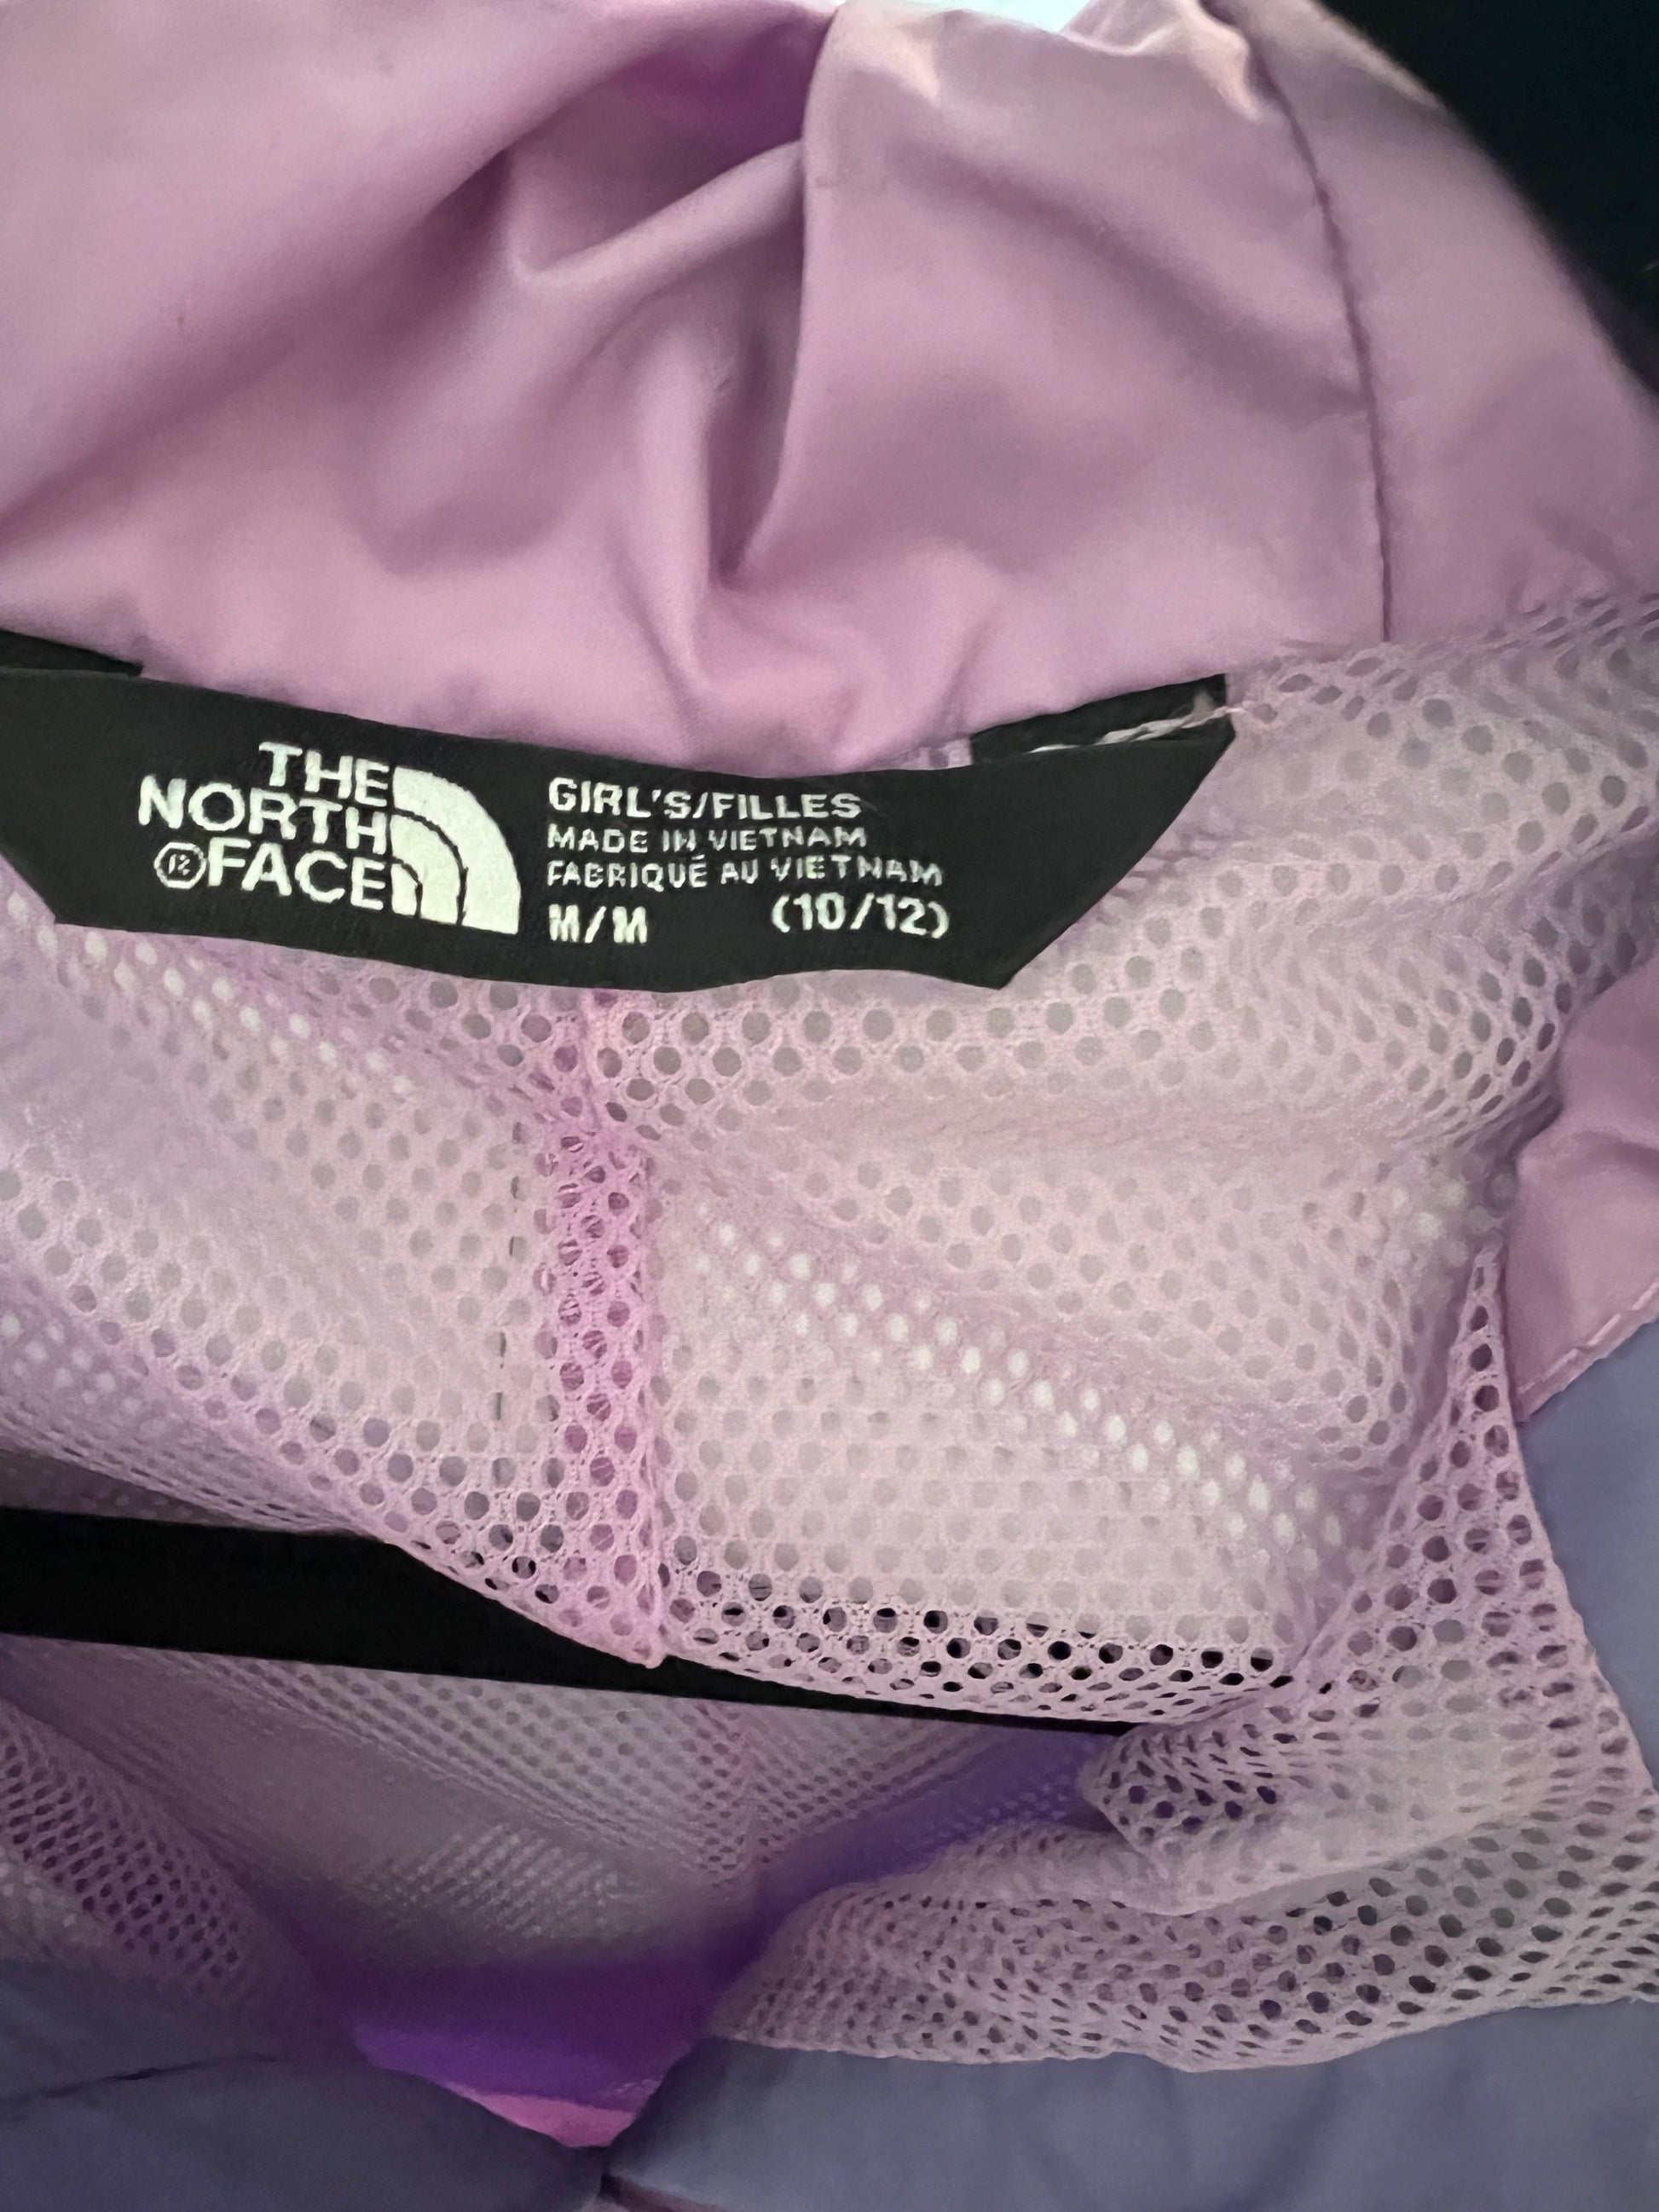 THE
NORTH
®FACE
GIRL'S/FILLES
MADE IN VIETNAM
FABRIQUÉ AU VIETNAM
M/M (10/12)